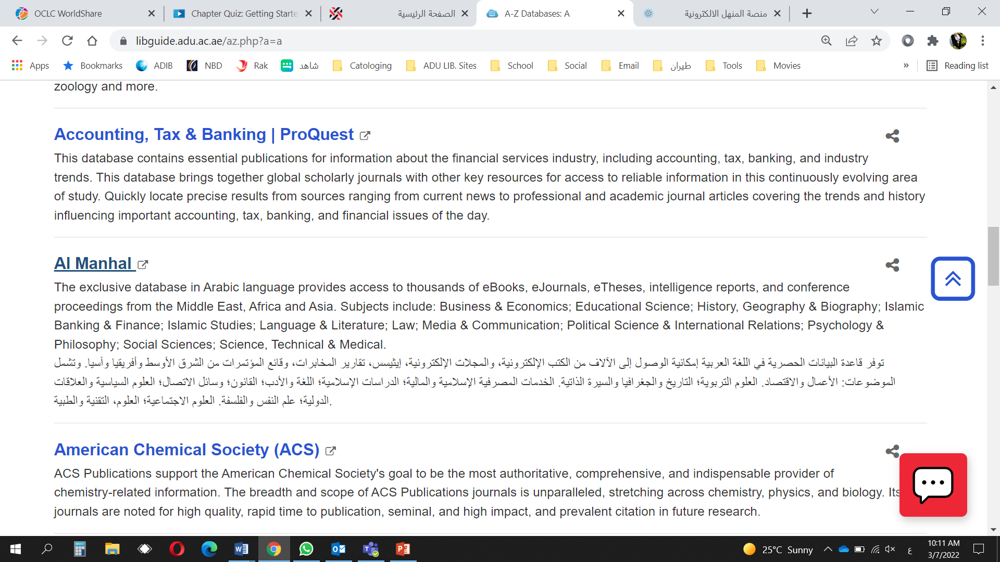 OCLC WorldShare
Chapter Quiz: Getting Starte
الصفحة الرئيسية
A-Z Databases: A
منصة المنهل الالكترونية
libguide.adu.ac.ae/az.php?a=a
Apps Bookmarks ADIB NBD Rak شاهد Catologing ADU LIB. Sites School Social Email طيران Tools Movies » Reading list
zoology and more.
Accounting, Tax & Banking | ProQuest
This database contains essential publications for information about the financial services industry, including accounting, tax, banking, and industry
trends. This database brings together global scholarly journals with other key resources for access to reliable information in this continuously evolving area
of study. Quickly locate precise results from sources ranging from current news to professional and academic journal articles covering the trends and history
influencing important accounting, tax, banking, and financial issues of the day.
Al Manhal
The exclusive database in Arabic language provides access to thousands of eBooks, eJournals, eTheses, intelligence reports, and conference
proceedings from the Middle East, Africa and Asia. Subjects include: Business & Economics; Educational Science; History, Geography & Biography; Islamic
Banking & Finance; Islamic Studies; Language & Literature; Law; Media & Communication; Political Science & International Relations; Psychology &
Philosophy; Social Sciences; Science, Technical & Medical.
توفر قاعدة البيانات الحصرية في اللغة العربية إمكانية الوصول إلى الآلاف من الكتب الإلكترونية، والمجلات الإلكترونية، إيثيسس، تقارير المخابرات، وقائع المؤتمرات من الشرق الأوسط وأفريقيا وآسيا. وتشمل
الموضوعات: الأعمال والاقتصاد. العلوم التربوية؛ التاريخ والجغرافيا والسيرة الذاتية. الخدمات المصرفية الإسلامية والمالية؛ الدراسات الإسلامية؛ اللغة والأدب؛ القانون؛ وسائل الاتصال؛ العلوم السياسية والعلاقات
الدولية؛ علم النفس والفلسفة. العلوم الاجتماعية؛ العلوم، التقنية والطبية.
American Chemical Society (ACS)
ACS Publications support the American Chemical Society's goal to be the most authoritative, comprehensive, and indispensable provider of
chemistry-related information. The breadth and scope of ACS Publications journals is unparalleled, stretching across chemistry, physics, and biology. Its
journals are noted for high quality, rapid time to publication, seminal, and high impact, and prevalent citation in future research.
25°C Sunny
ع
10:11 AM
3/7/2022